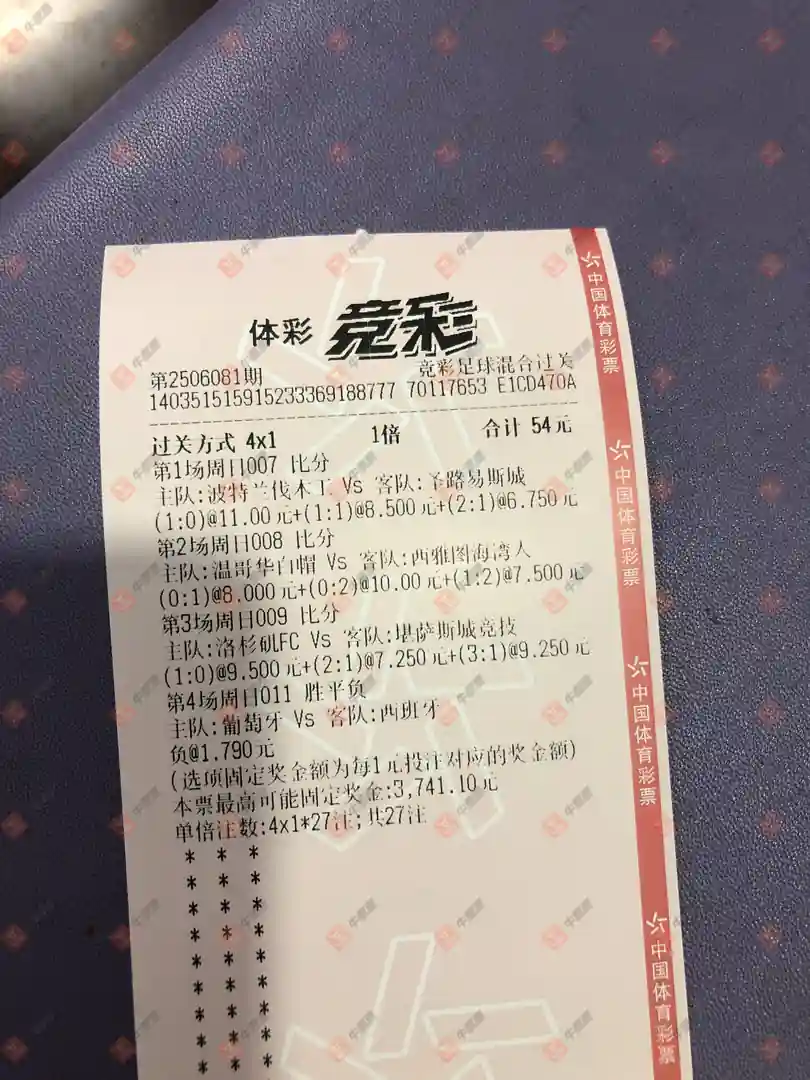 体彩 竞彩
第2506081期 竞彩足球混合过关
140351515915233369188777 70117653 E1CD470A
过关方式 4x1 1倍 合计 54元
第1场周日007 比分
主队:波特兰伐木工 Vs 客队:圣路易斯城
(1:0)@11.00元+(1:1)@8.500元+(2:1)@6.750元
第2场周日008 比分
主队:温哥华白帽 Vs 客队:西雅图海湾人
(0:1)@8.000元+(0:2)@10.00元+(1:2)@7.500元
第3场周日009 比分
主队:洛杉矶FC Vs 客队:堪萨斯城竞技
(1:0)@9.500元+(2:1)@7.250元+(3:1)@9.250元
第4场周日011 胜平负
主队:葡萄牙 Vs 客队:西班牙
负@1.790元
(选项固定奖金额为每1元投注对应的奖金额)
本票最高可能固定奖金:3,741.10元
单倍注数:4x1*27注;共27注
* * *
* * *
* * *
* * *
* * *
* * *
* * *
* * *
* * *
中国体育彩票
中国体育彩票
中国体育彩票
中国体育彩票